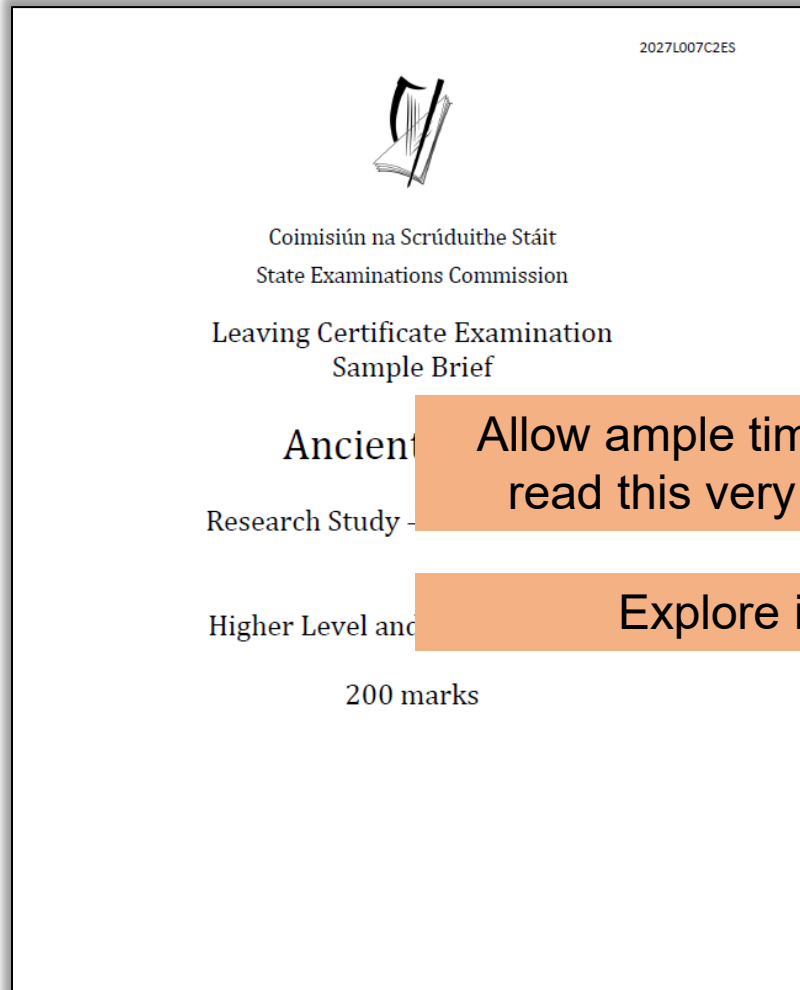 2027L007C2ES
Coimisiún na Scrúduithe Stáit
State Examinations Commission
Leaving Certificate Examination
Sample Brief
Ancient
Allow ample
read this very
Research Study -
Explore
Higher Level and
200 marks